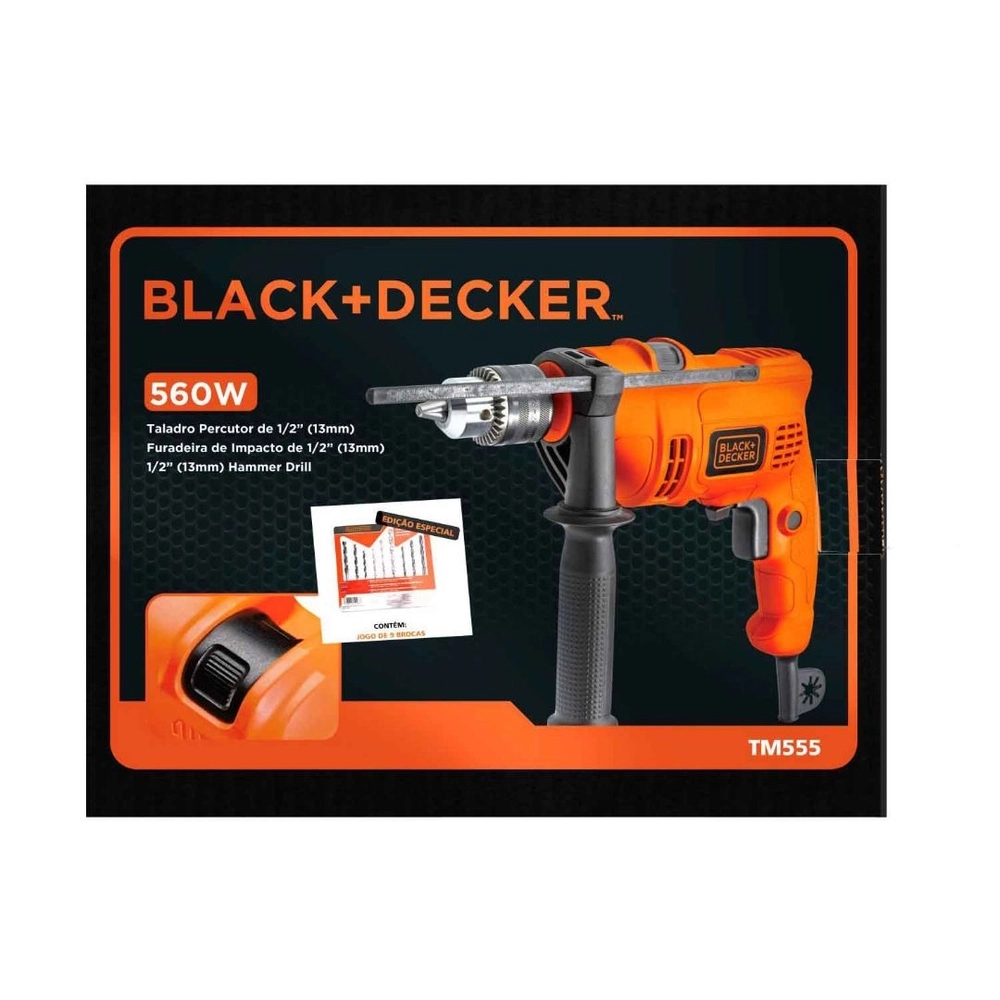 BLACK+DECKER™
560W
Taladro Percutor de 1/2” (13mm)
Furadeira de Impacto de 1/2” (13mm)
1/2” (13mm) Hammer Drill
BLACK+
DECKER
EDIÇÃO ESPECIAL
CONTÉM:
JOGO DE 9 BROCAS
TM555